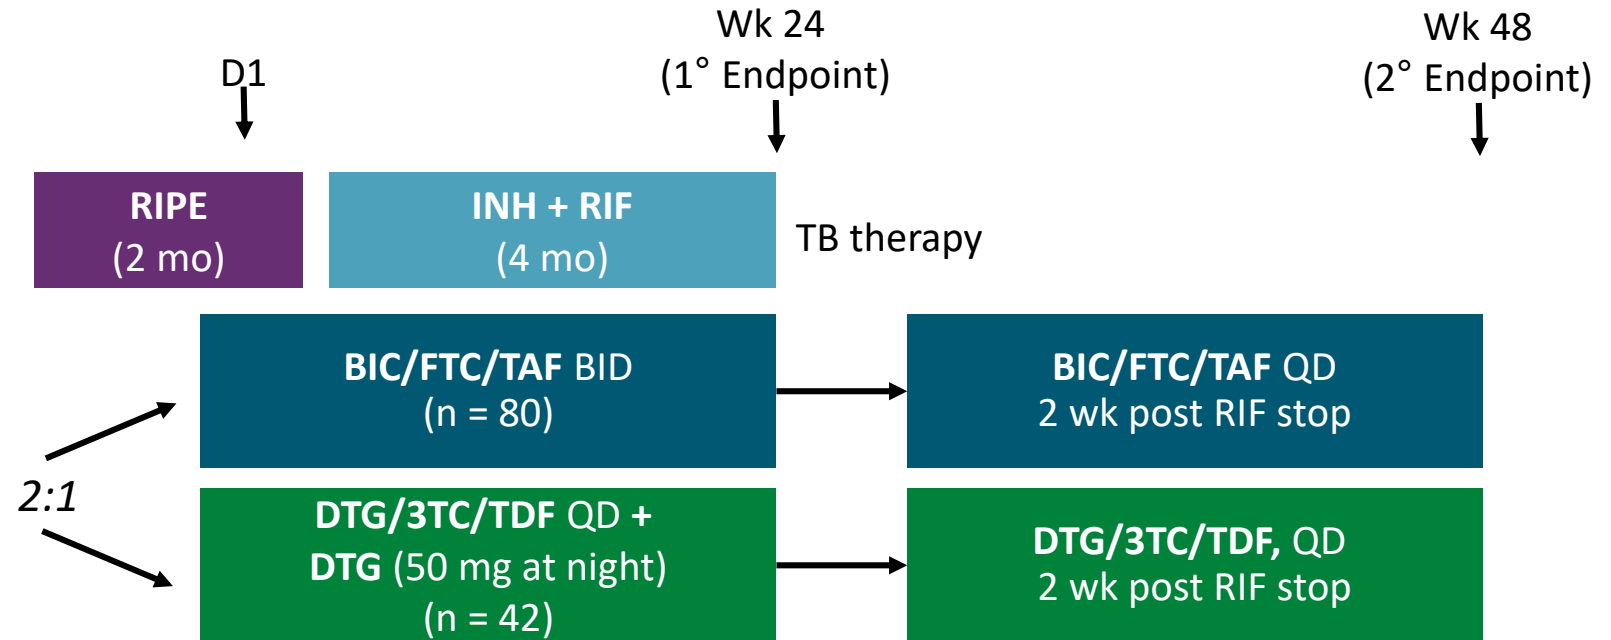 D1
Wk 24
(1° Endpoint)
Wk 48
(2° Endpoint)
RIPE
(2 mo)
INH + RIF
(4 mo)
TB therapy
2:1
BIC/FTC/TAF BID
(n = 80)
BIC/FTC/TAF QD
2 wk post RIF stop
DTG/3TC/TDF QD +
DTG (50 mg at night)
(n = 42)
DTG/3TC/TDF, QD
2 wk post RIF stop